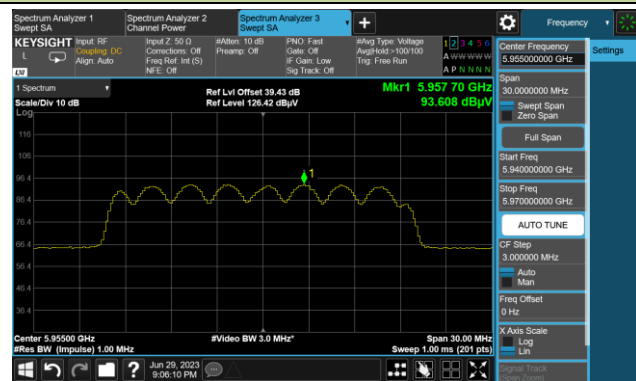 Spectrum Analyzer 1
Swept SA
Spectrum Analyzer 2
Channel Power
Spectrum Analyzer 3
Swept SA
Frequency
KEYSIGHT
L
LXI
Input: RF
Coupling: DC
Align: Auto
Input Z: 50 Ω
Corrections: Off
Freq Ref: Int (S)
NFE: Off
#Atten: 10 dB
Preamp: Off
PNO: Fast
Gate: Off
IF Gain: Low
Sig Track: Off
#Avg Type: Voltage
Avg|Hold:>100/100
Trig: Free Run
1 2 3 4 5 6
A W W W W W
A P N N N N
Center Frequency
5.955000000 GHz
Settings
Span
30.0000000 MHz
Swept Span
Zero Span
Full Span
Start Freq
5.940000000 GHz
Stop Freq
5.970000000 GHz
AUTO TUNE
CF Step
3.000000 MHz
Auto
Man
Freq Offset
0 Hz
X Axis Scale
Log
Lin
Signal Track
(Span Zoom)
1 Spectrum
Scale/Div 10 dB
Log
Ref Lvl Offset 39.43 dB
Ref Level 126.42 dBµV
Mkr1 5.957 70 GHz
93.608 dBµV
116
106
96.4
86.4
76.4
66.4
56.4
46.4
36.4
1
Center 5.95500 GHz
#Res BW (Impulse) 1.00 MHz
#Video BW 3.0 MHz*
Span 30.00 MHz
Sweep 1.00 ms (201 pts)
?
Jun 29, 2023
9:06:10 PM